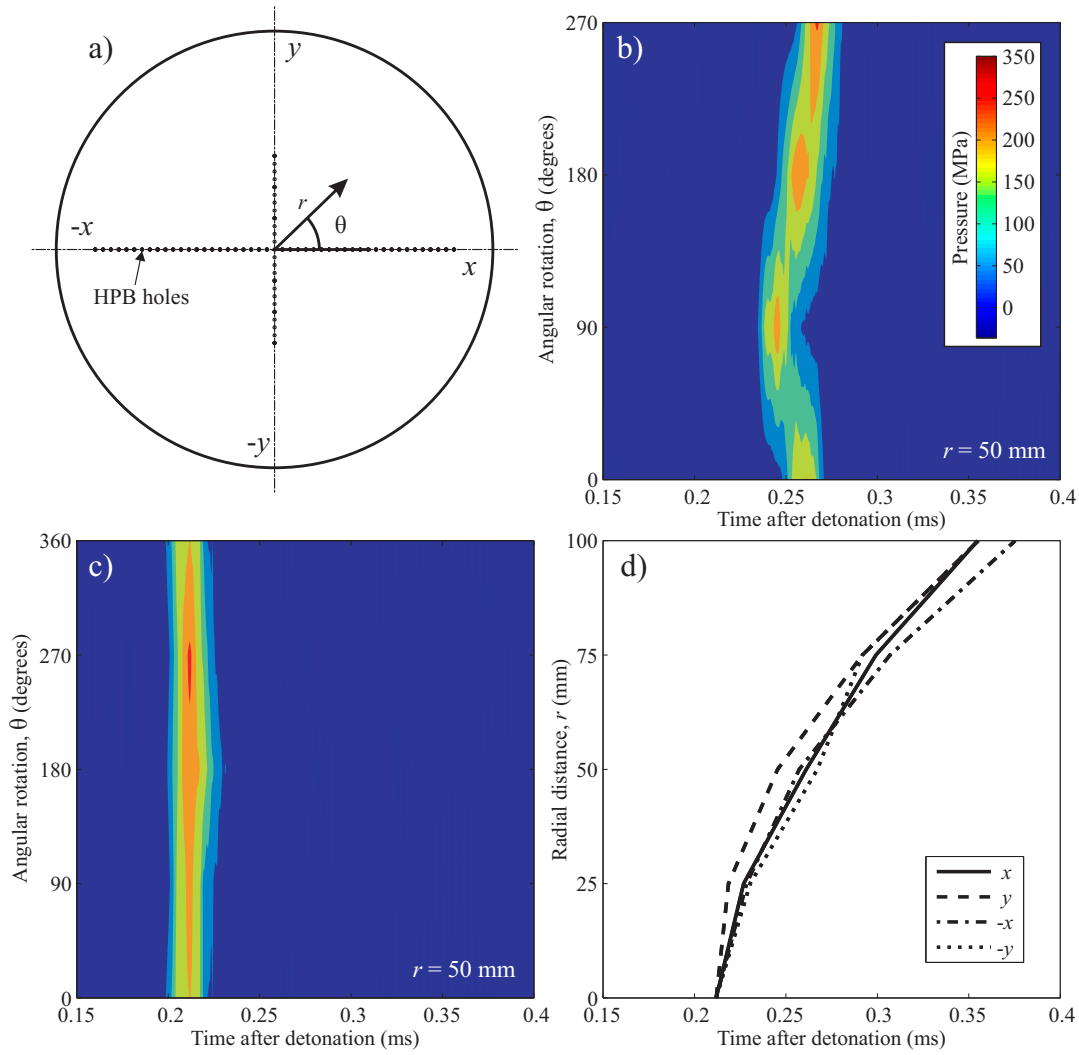 a)
y
r
θ
-x
x
HPB holes
-y
b)
270
180
90
0
Angular rotation, θ (degrees)
350
300
250
200
150
100
50
0
Pressure (MPa)
r = 50 mm
0.15
0.2
0.25
0.3
0.35
0.4
Time after detonation (ms)
c)
360
270
180
90
0
Angular rotation, θ (degrees)
r = 50 mm
0.15
0.2
0.25
0.3
0.35
0.4
Time after detonation (ms)
d)
100
75
50
25
0
Radial distance, r (mm)
x
y
-x
-y
0.15
0.2
0.25
0.3
0.35
0.4
Time after detonation (ms)